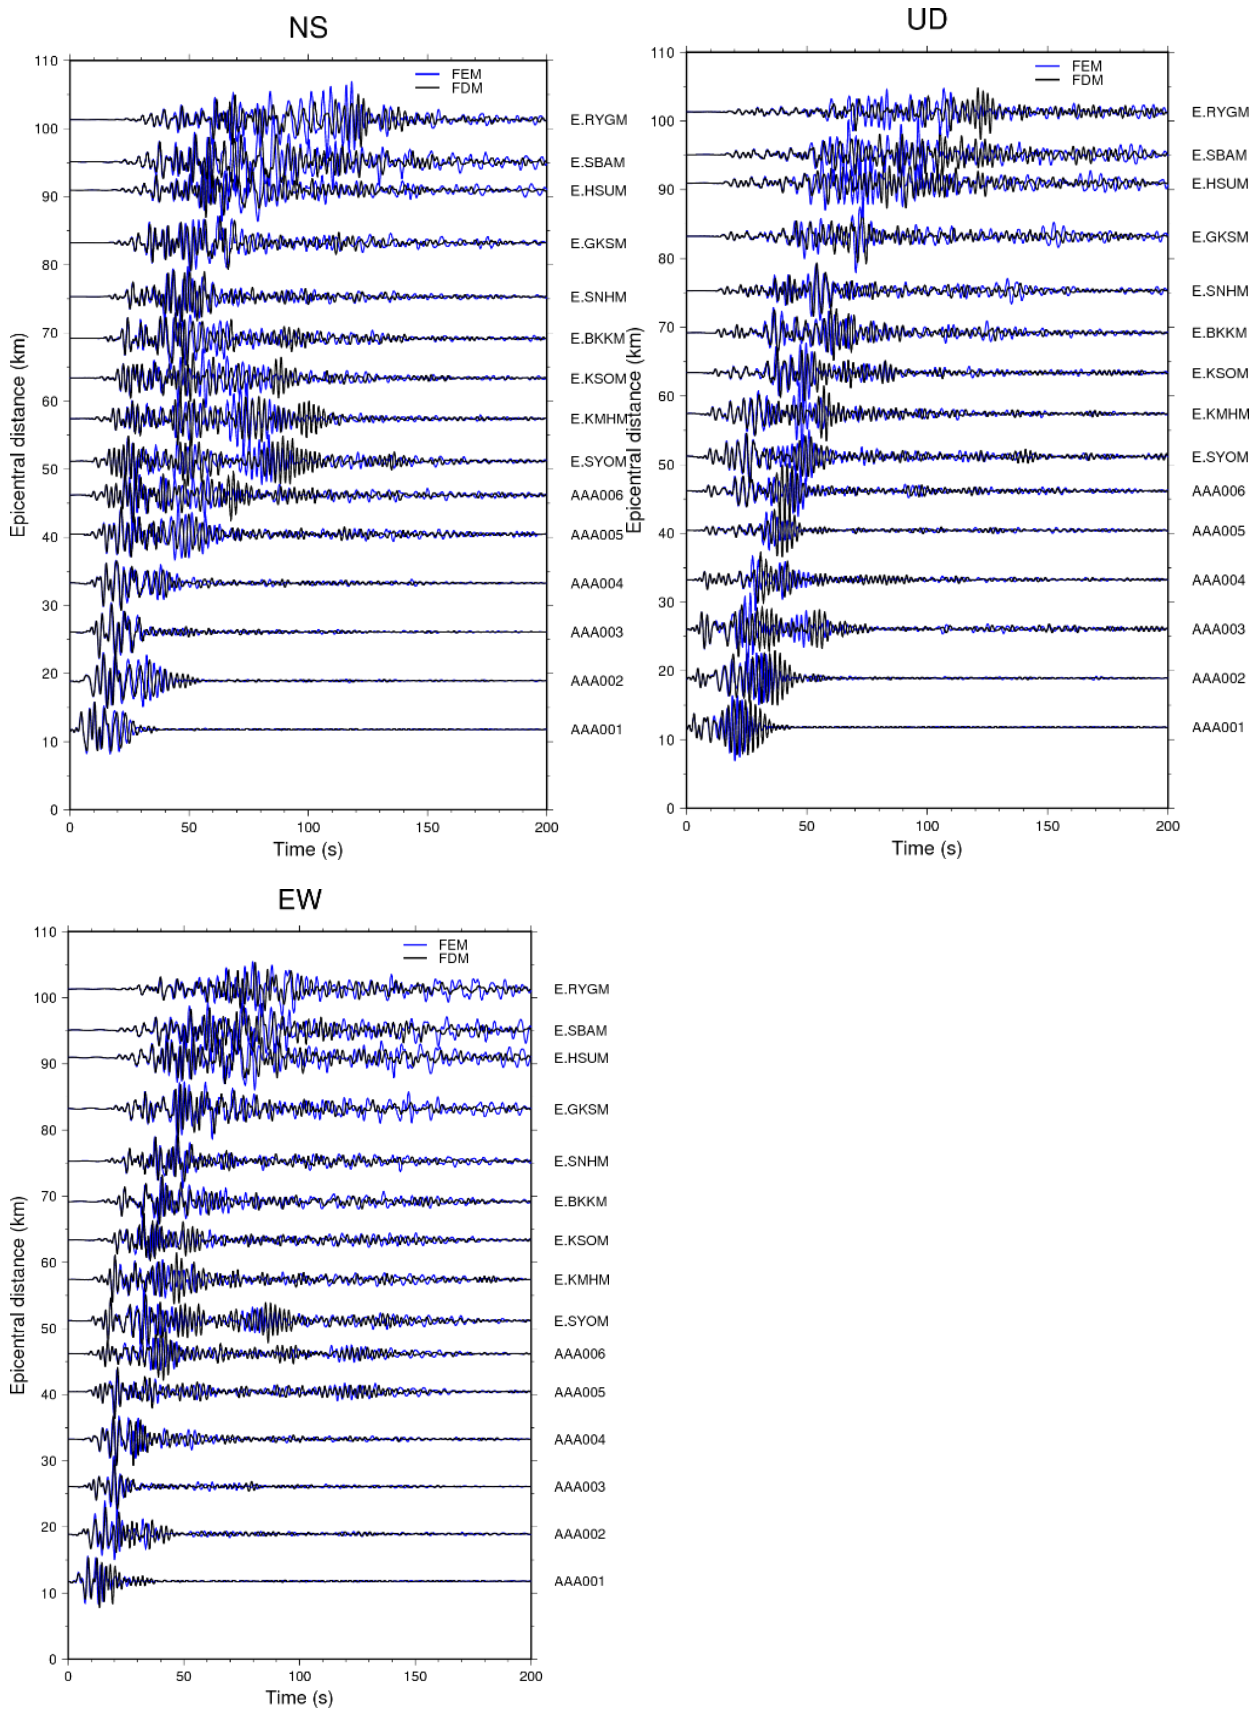 NS
FEM
FDM
110
100
90
80
70
60
50
40
30
20
10
0
Epicentral distance (km)
E.RYGM
E.SBAM
E.HSUM
E.GKSM
E.SNHM
E.BKKM
E.KSOM
E.KMHM
E.SYOM
AAA006
AAA005
AAA004
AAA003
AAA002
AAA001
0 50 100 150 200
Time (s)
UD
FEM
FDM
110
100
90
80
70
60
50
40
30
20
10
0
Epicentral distance (km)
E.RYGM
E.SBAM
E.HSUM
E.GKSM
E.SNHM
E.BKKM
E.KSOM
E.KMHM
E.SYOM
AAA006
AAA005
AAA004
AAA003
AAA002
AAA001
0 50 100 150 200
Time (s)
EW
FEM
FDM
110
100
90
80
70
60
50
40
30
20
10
0
Epicentral distance (km)
E.RYGM
E.SBAM
E.HSUM
E.GKSM
E.SNHM
E.BKKM
E.KSOM
E.KMHM
E.SYOM
AAA006
AAA005
AAA004
AAA003
AAA002
AAA001
0 50 100 150 200
Time (s)